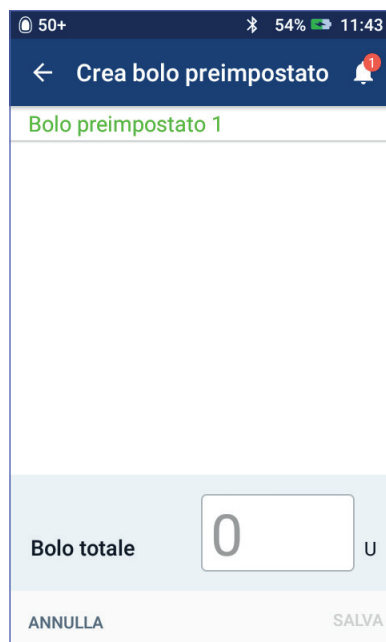 50+ 54% 11:43
Crea bolo preimpostato 1
Bolo preimpostato 1
Bolo totale 0 U
ANNULLA SALVA